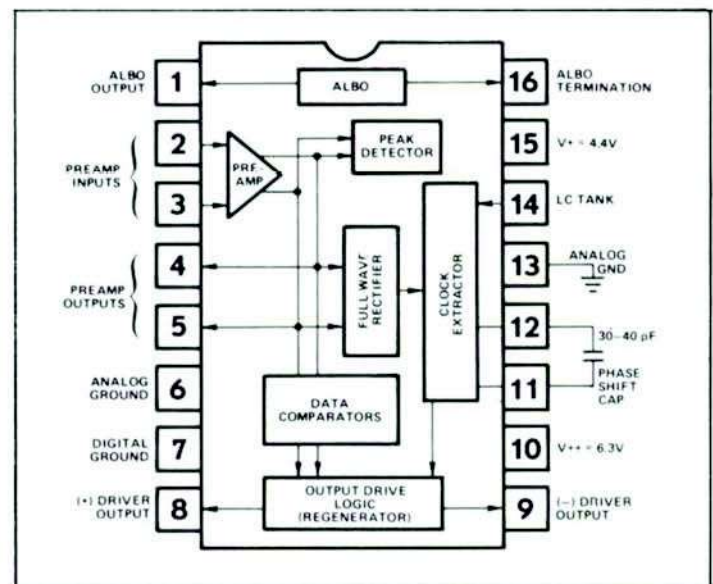 ALBO
OUTPUT
1
ALBO
16
ALBO
TERMINATION
2
PREAMP
INPUTS
3
PRE-
AMP
PEAK
DETECTOR
15
V+ = 4.4V
14
LC TANK
4
PREAMP
OUTPUTS
5
FULL WAVE
RECTIFIER
CLOCK
EXTRACTOR
13
ANALOG
GND
12
30–40 pF
11
PHASE
SHIFT
CAP
ANALOG
GROUND
6
DATA
COMPARATORS
DIGITAL
GROUND
7
10
V++ = 6.3V
(+) DRIVER
OUTPUT
8
OUTPUT DRIVE
LOGIC
(REGENERATOR)
9
(–) DRIVER
OUTPUT